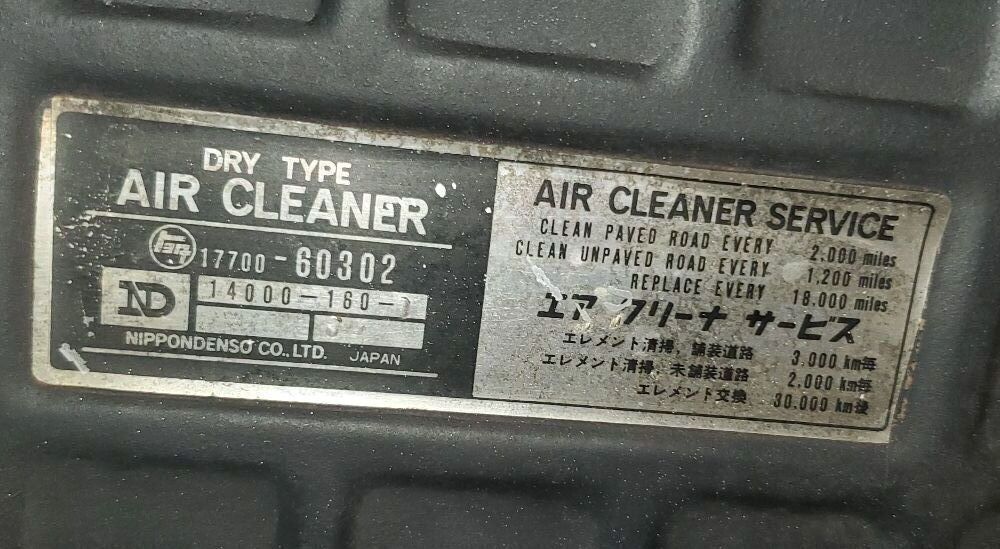 DRY TYPE
AIR CLEANER
TEQ 17700-60302
ND 14000-160-
NIPPONDENSO CO., LTD. JAPAN
AIR CLEANER SERVICE
CLEAN PAVED ROAD EVERY 2.000 miles
CLEAN UNPAVED ROAD EVERY 1.200 miles
REPLACE EVERY 18.000 miles
エアクリーナ サービス
エレメント清掃, 舗装道路 3.000 km毎
エレメント清掃, 未舗装道路 2.000 km毎
エレメント交換 30.000 km後